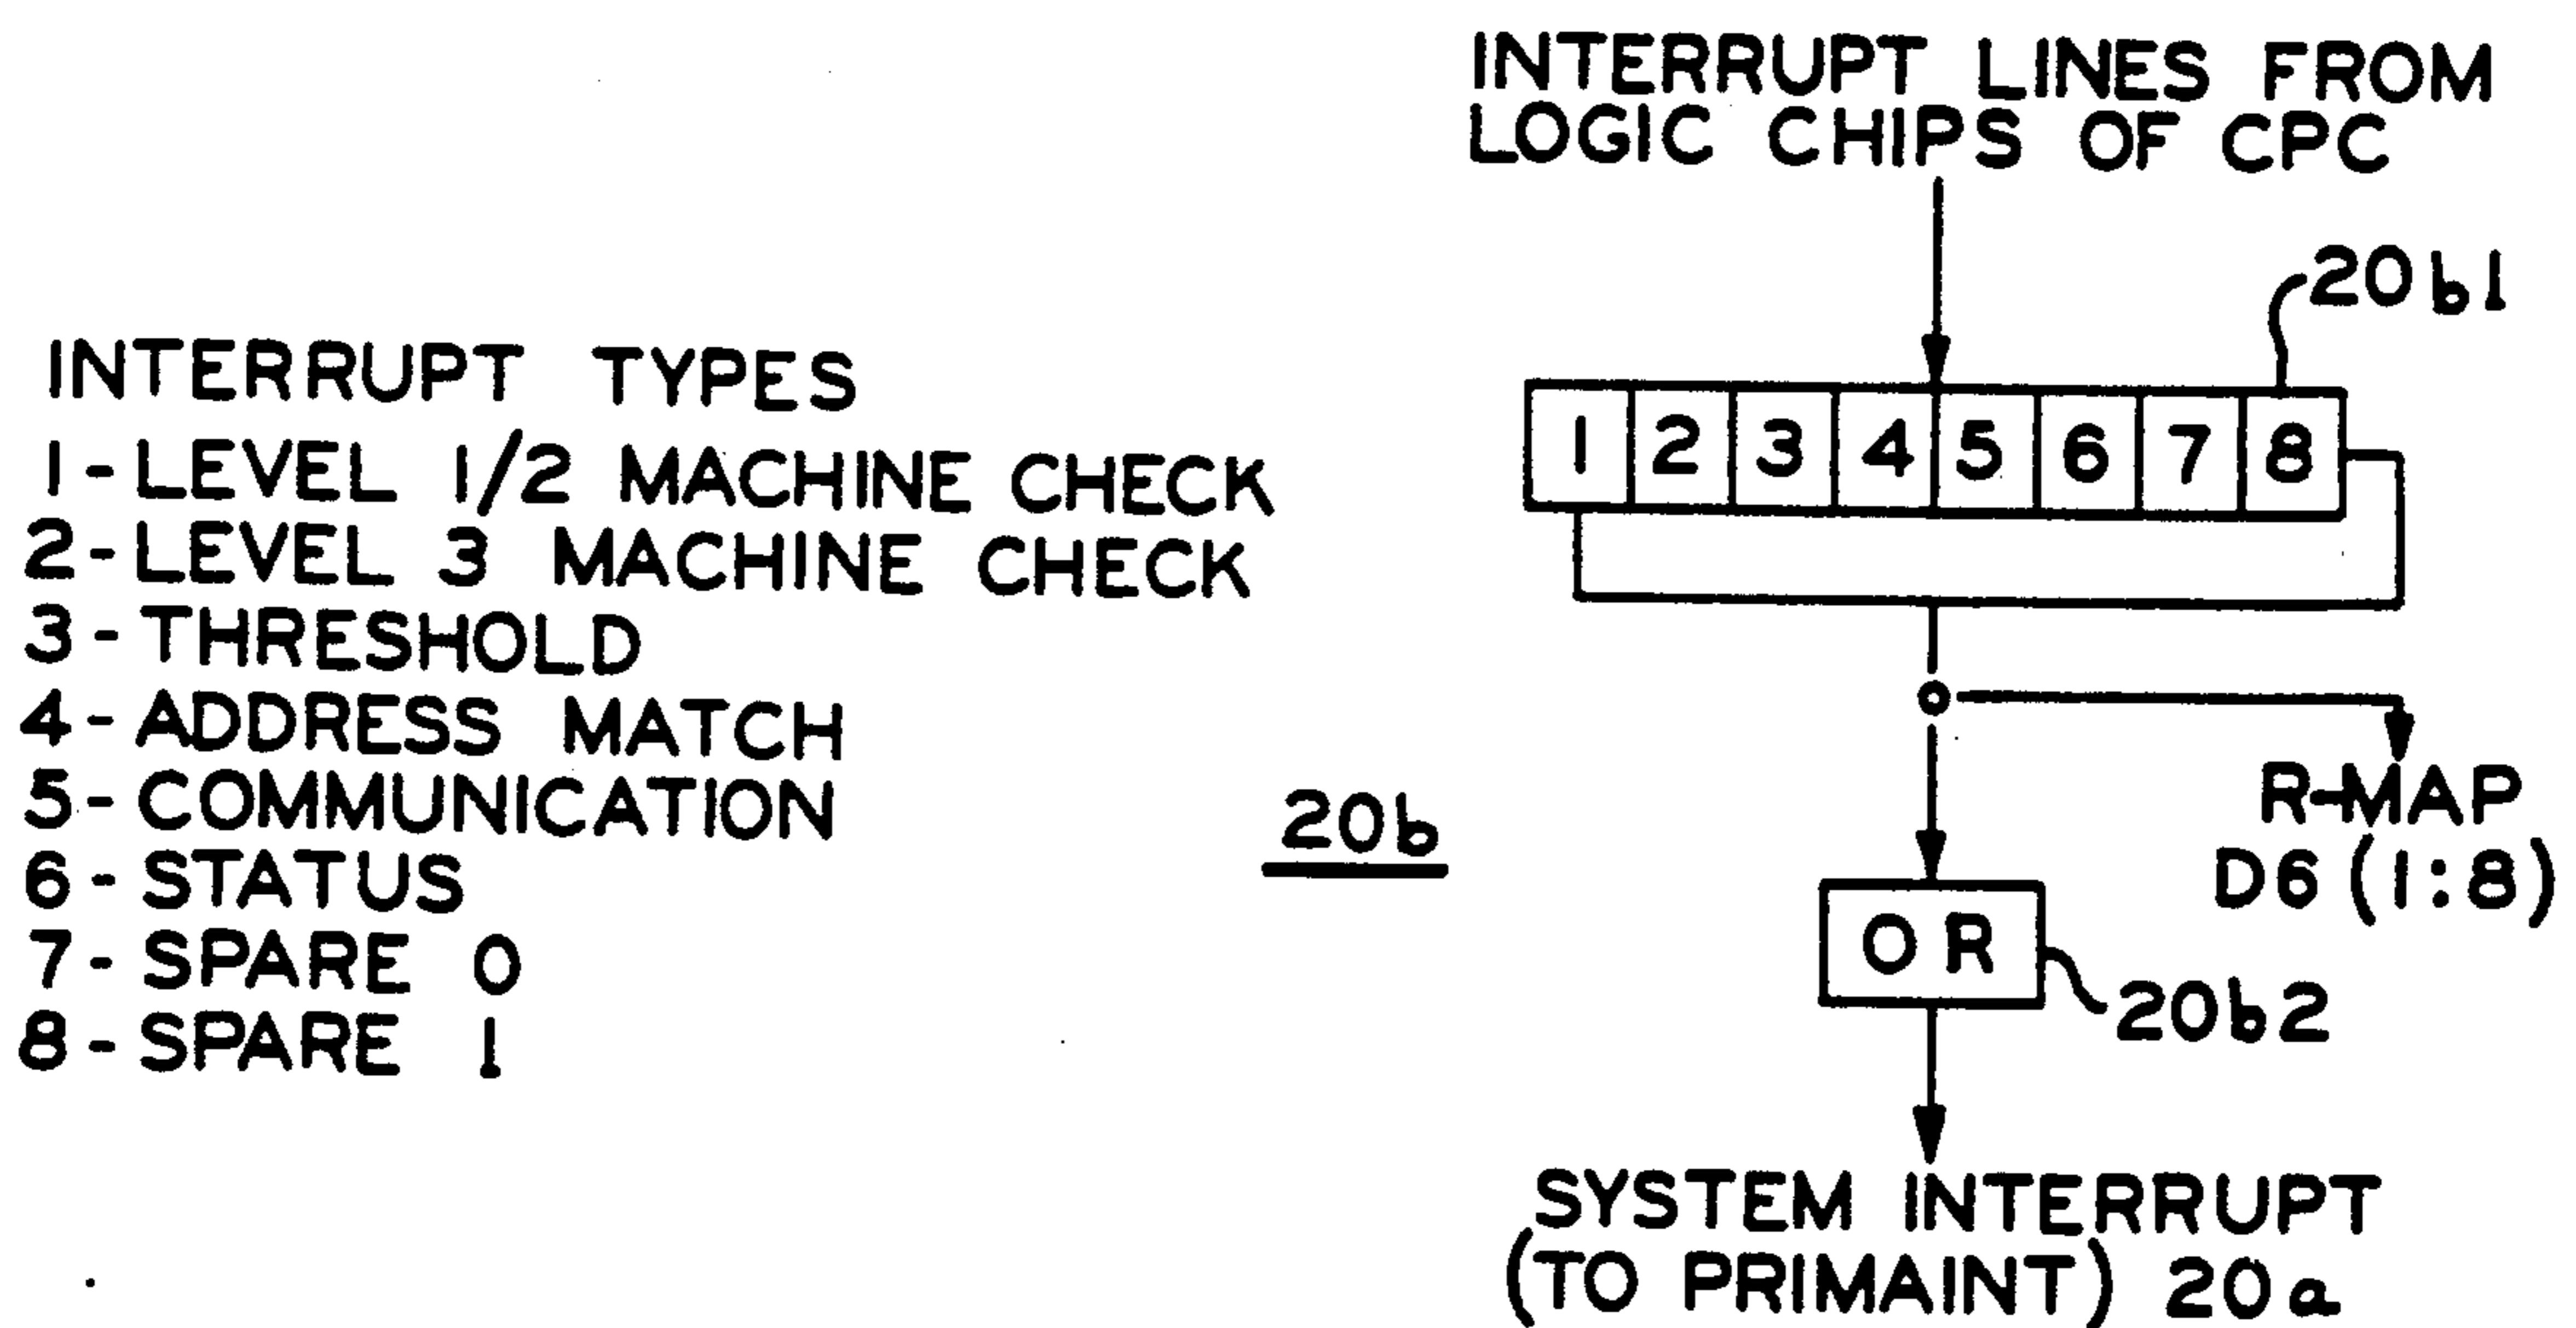 INTERRUPT LINES FROM
LOGIC CHIPS OF CPC
20b1
1 2 3 4 5 6 7 8
INTERRUPT TYPES
1 - LEVEL 1/2 MACHINE CHECK
2 - LEVEL 3 MACHINE CHECK
3 - THRESHOLD
4 - ADDRESS MATCH
5 - COMMUNICATION
6 - STATUS
7 - SPARE 0
8 - SPARE 1
20b
R-MAP
D6 (1:8)
OR
20b2
SYSTEM INTERRUPT
(TO PRIMAINT) 20a